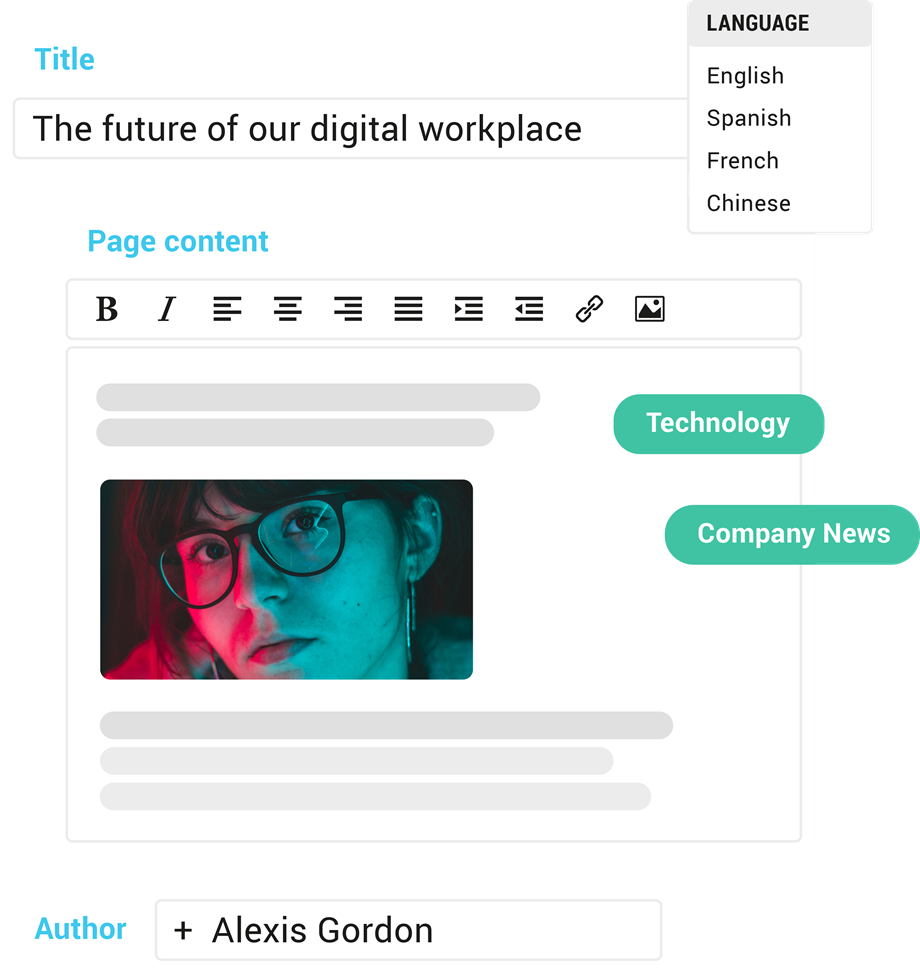 LANGUAGE
English
Spanish
French
Chinese
Title
The future of our digital workplace
Page content
B I
Technology
Company News
Author
+ Alexis Gordon